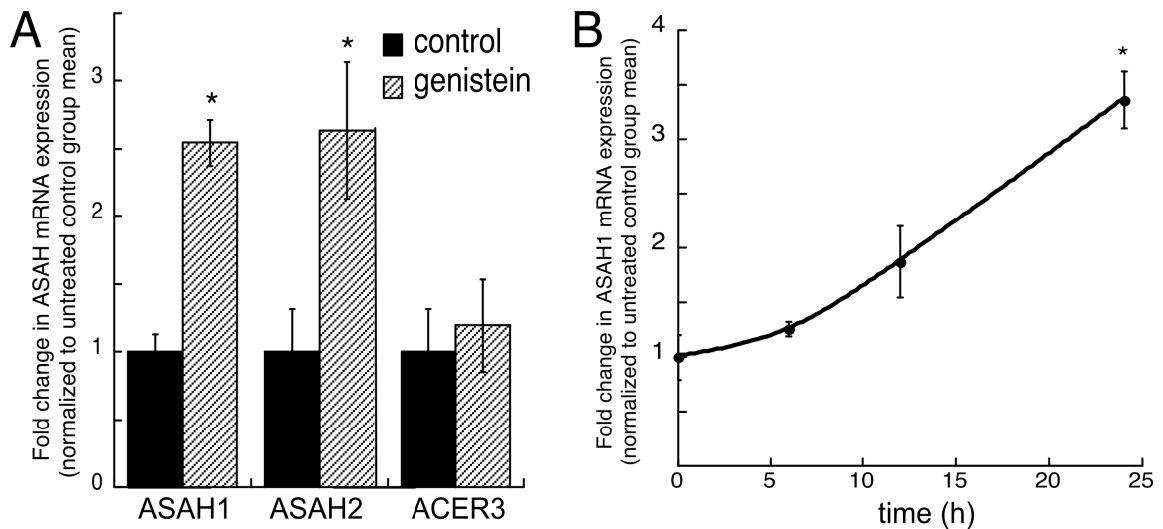 A
Fold change in ASAH mRNA expression
(normalized to untreated control group mean)
3
2
1
0
*
*
control
genistein
ASAH1
ASAH2
ACER3
B
Fold change in ASAH1 mRNA expression
(normalized to untreated control group mean)
4
3
2
1
*
0
5
10
15
20
25
time (h)